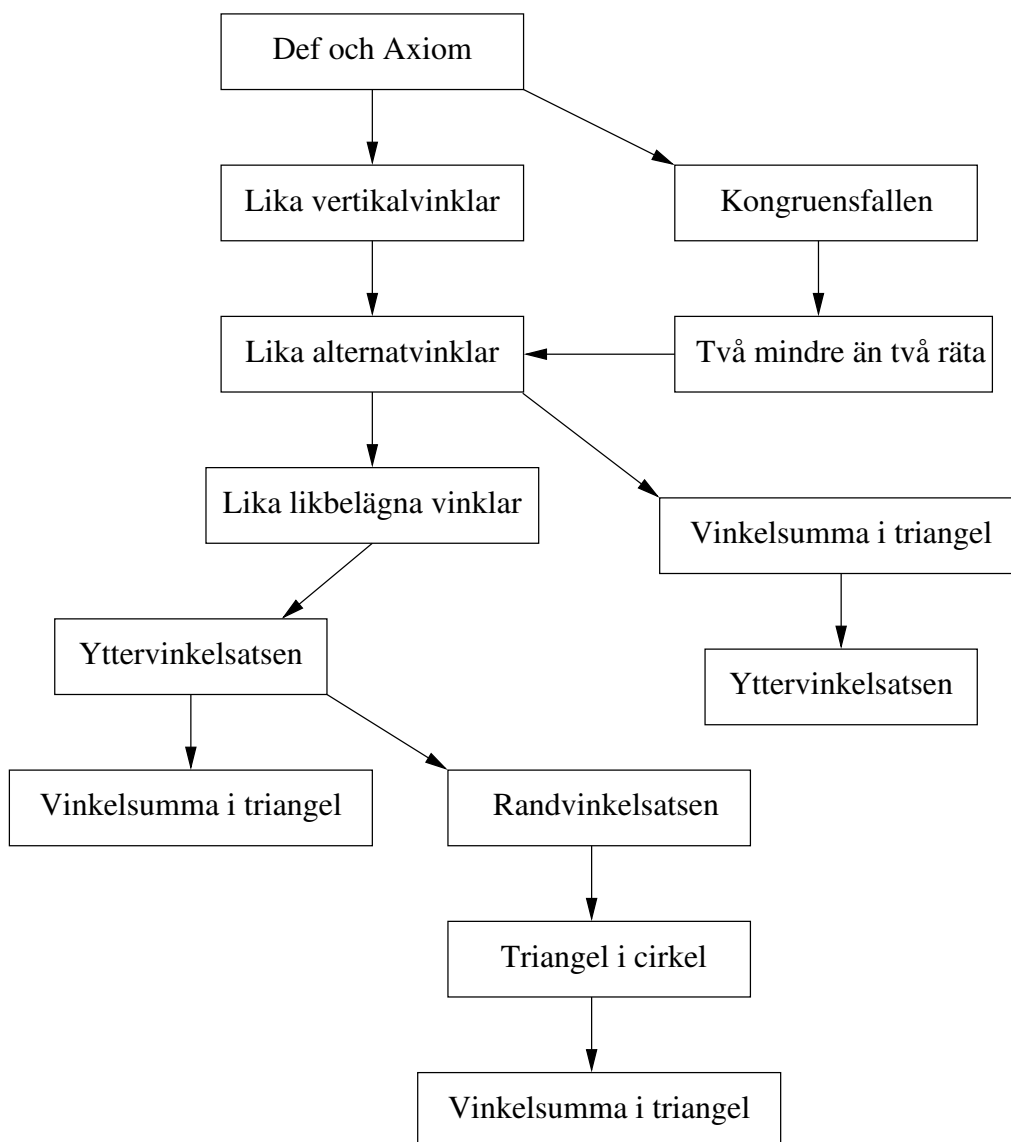 Def och Axiom
Lika vertikalvinklar
Kongruensfallen
Lika alternatvinklar
Två mindre än två räta
Lika likbelägna vinklar
Vinkelsumma i triangel
Yttervinkelsatsen
Yttervinkelsatsen
Vinkelsumma i triangel
Randvinkelsatsen
Triangel i cirkel
Vinkelsumma i triangel